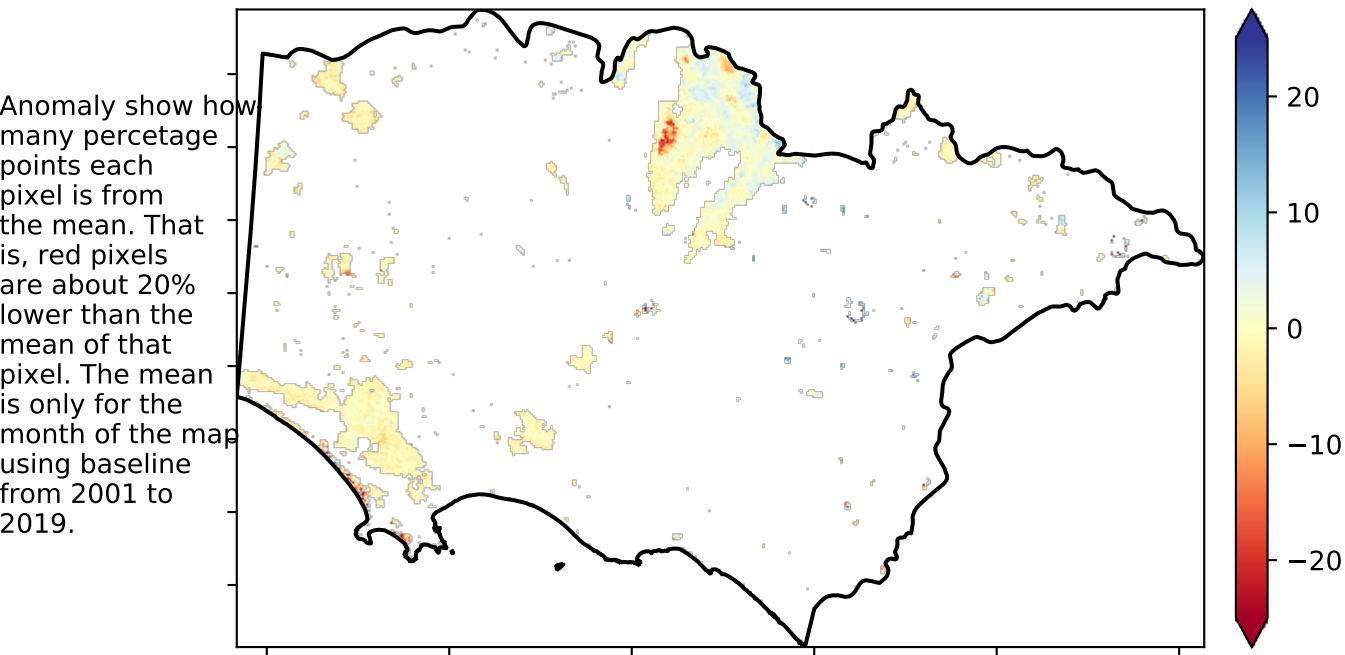 Anomaly show how
many percetage
points each
pixel is from
the mean. That
is, red pixels
are about 20%
lower than the
mean of that
pixel. The mean
is only for the
month of the map
using baseline
from 2001 to
2019.
20
10
0
−10
−20